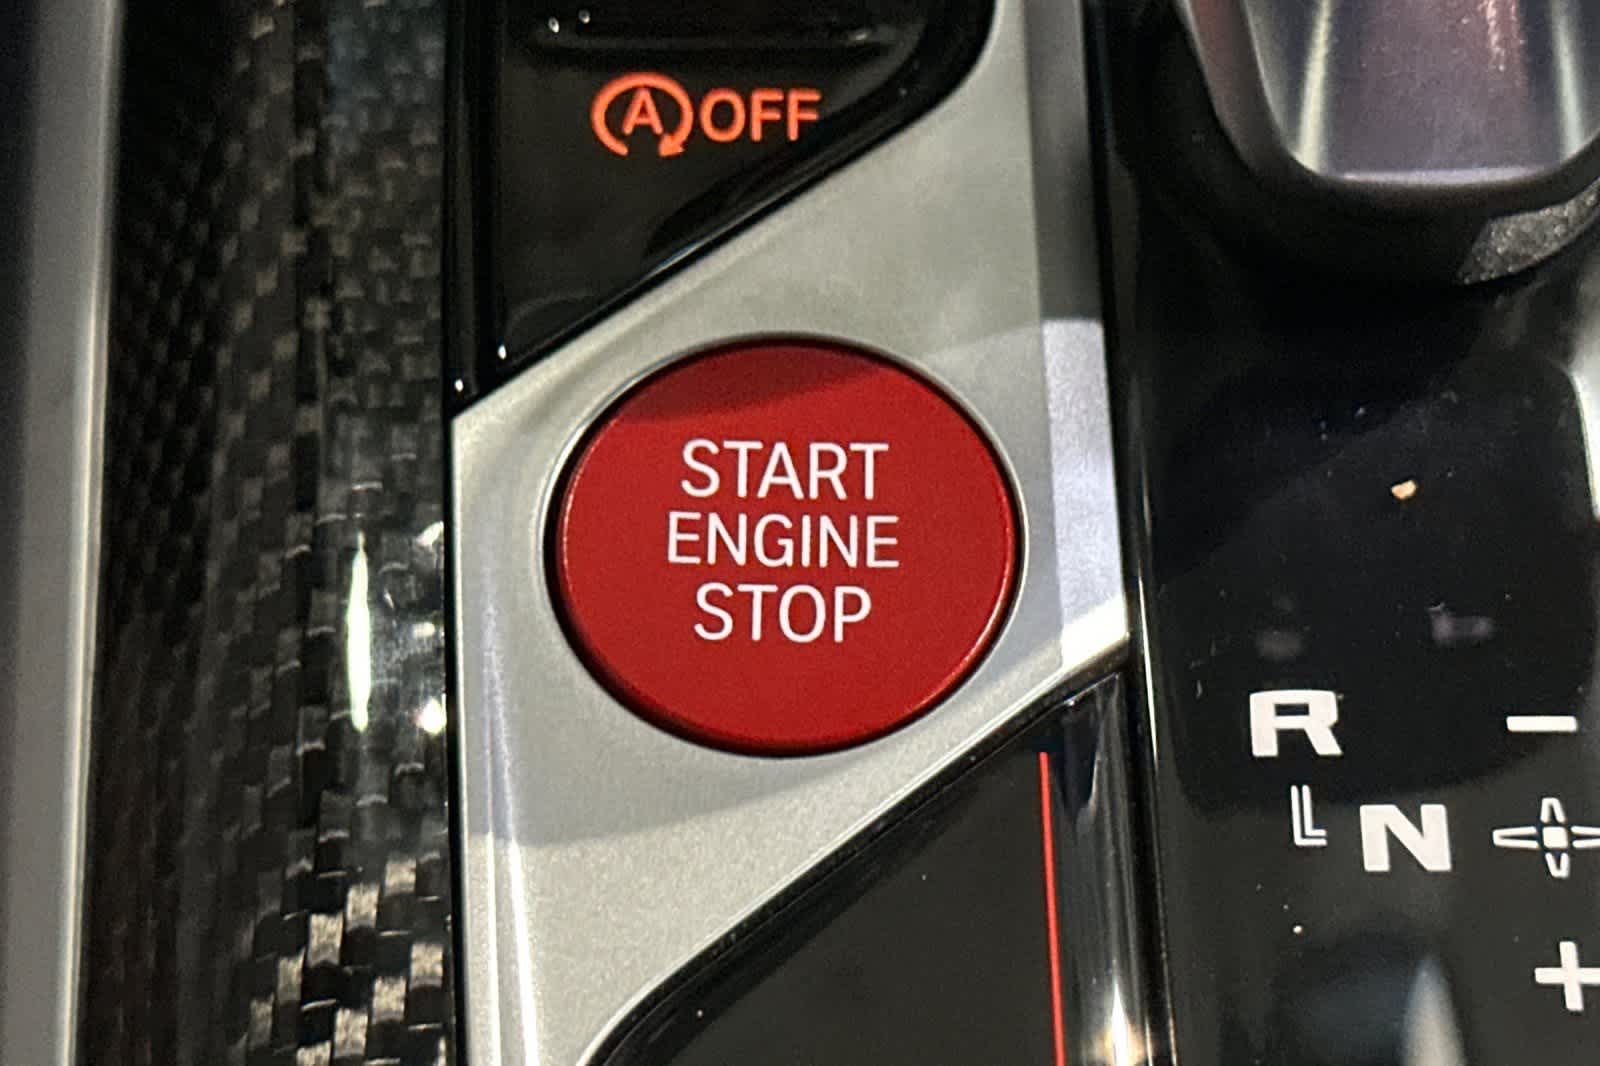 A OFF
START
ENGINE
STOP
R -
N
+